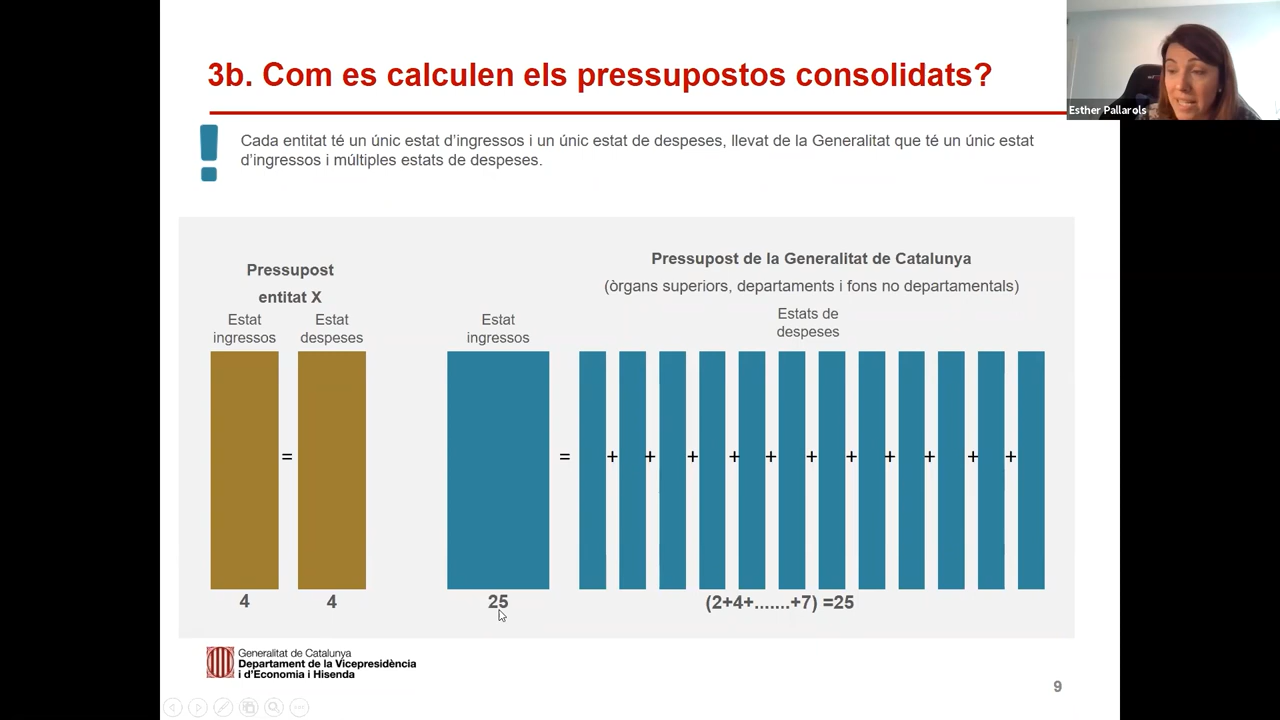 3b. Com es calculen els pressupostos consolidats?
Esther Pallarols
Cada entitat té un únic estat d'ingressos i un únic estat de despeses, llevat de la Generalitat que té un únic estat
d'ingressos i múltiples estats de despeses.
Pressupost
entitat X
Pressupost de la Generalitat de Catalunya
(òrgans superiors, departaments i fons no departamentals)
Estat
ingressos
Estat
despeses
Estat
ingressos
Estats de
despeses
=
= + + + + + + + + + + +
4
4
25
(2+4+.......+7) =25
Generalitat de Catalunya
Departament de la Vicepresidència
i d'Economia i Hisenda
9